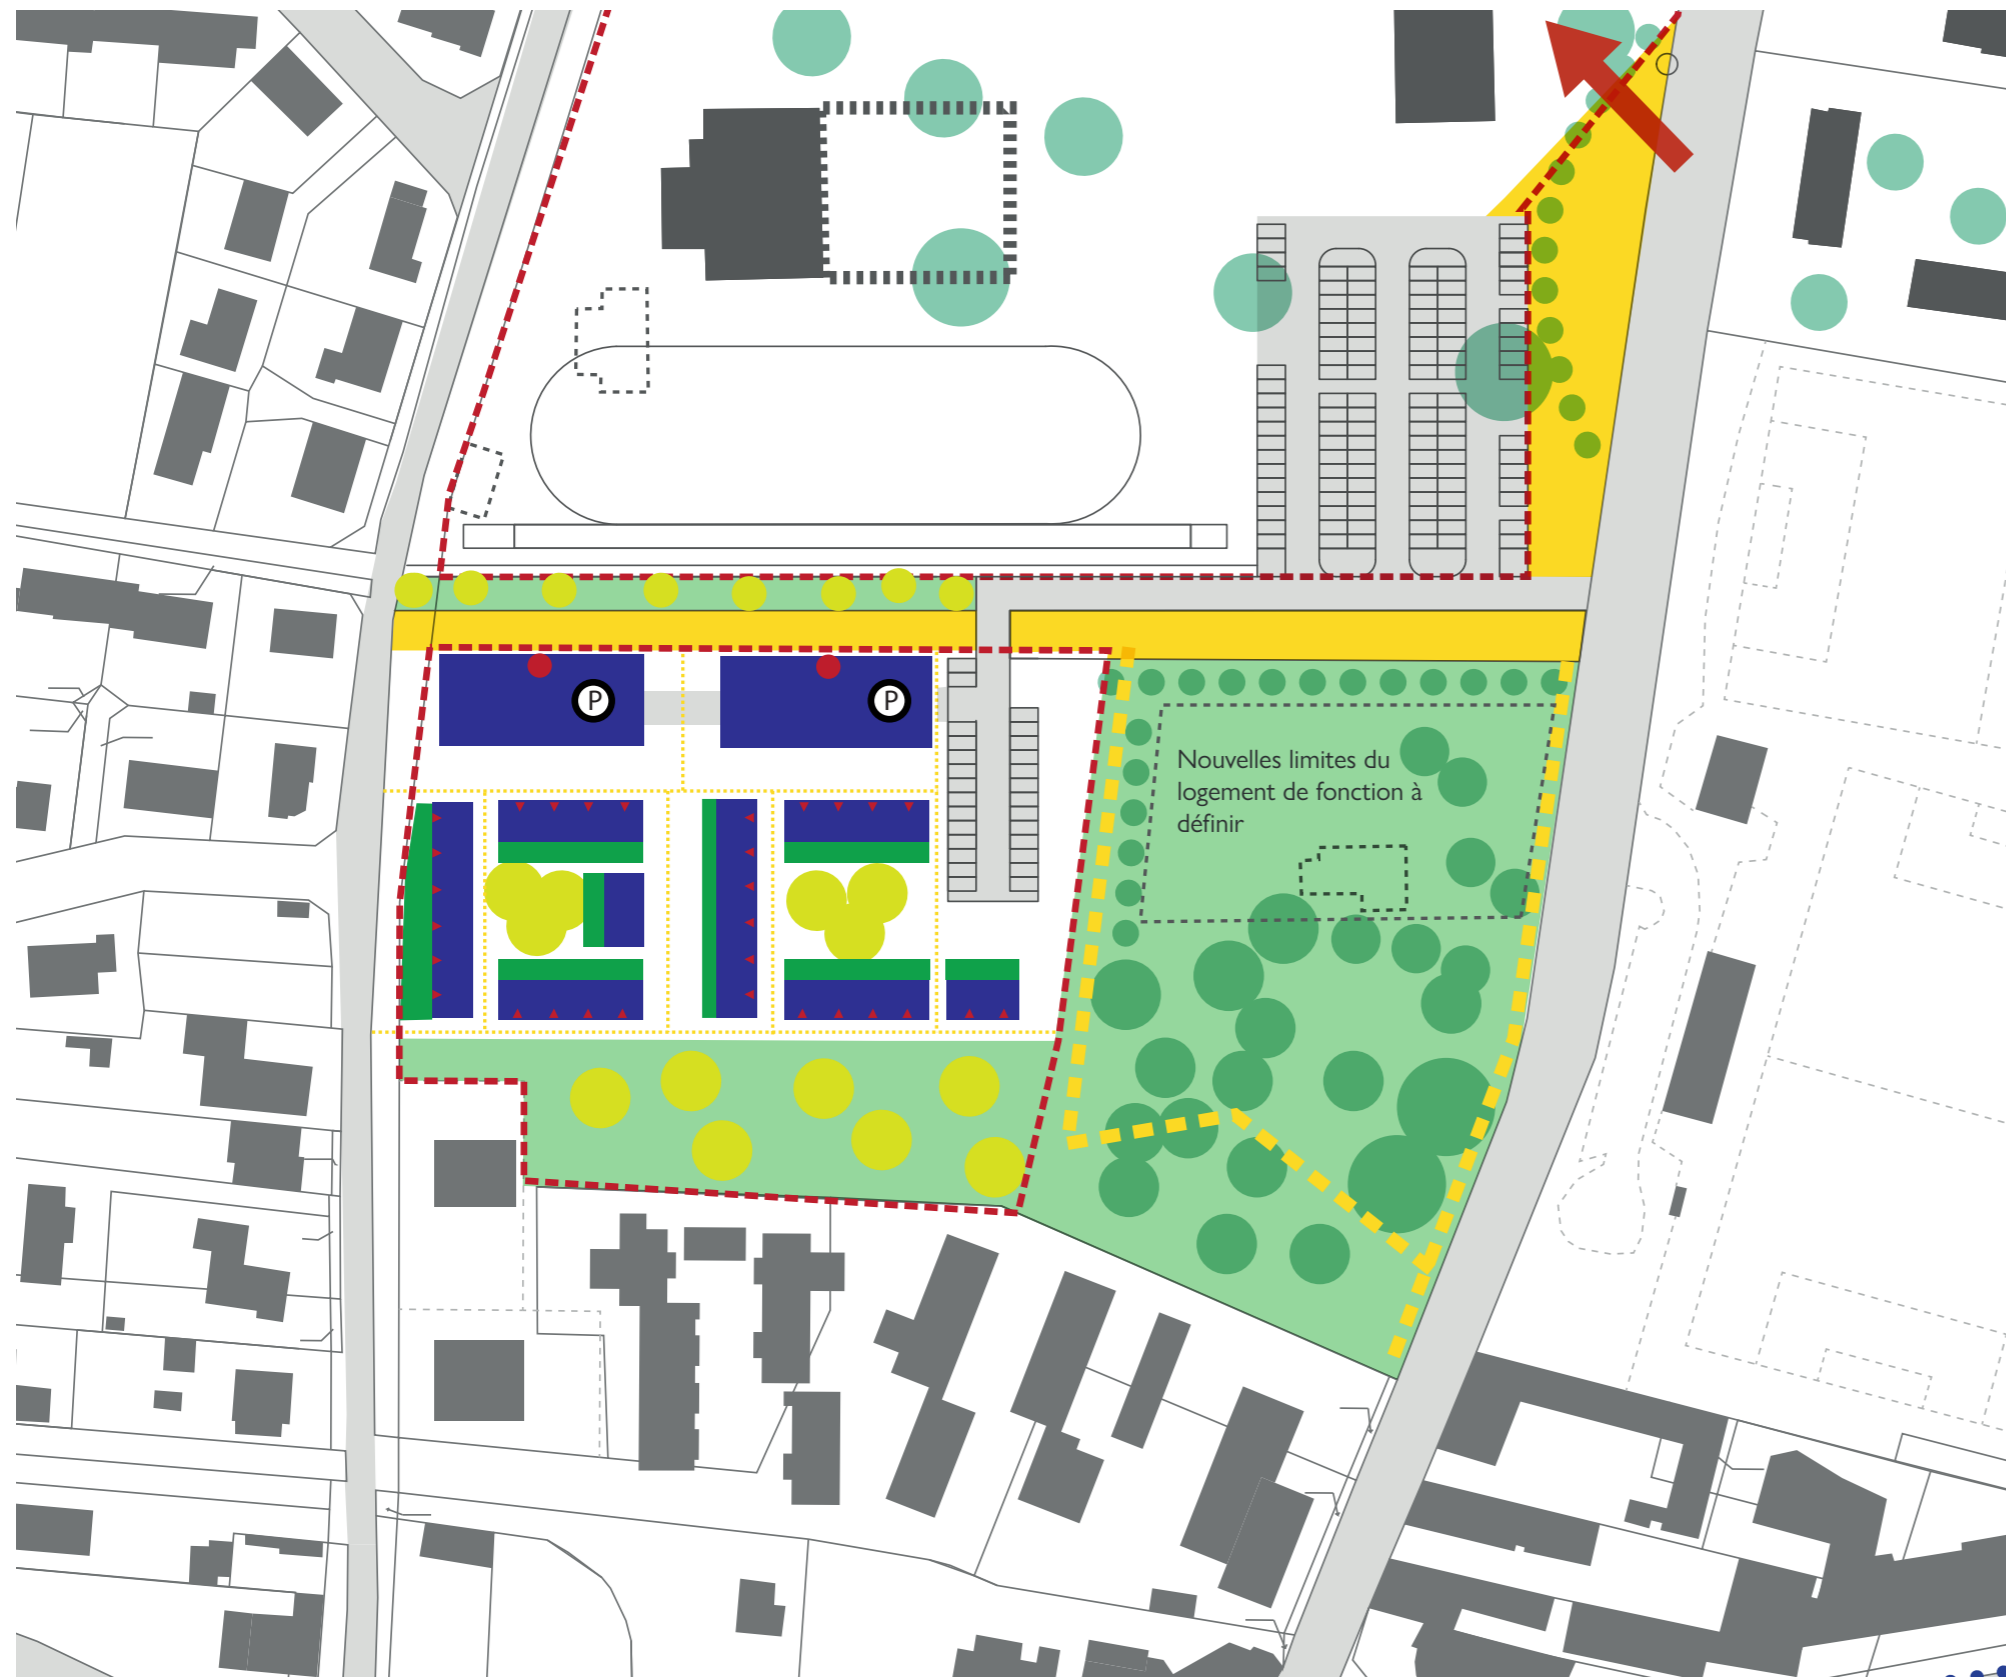 P
P
Nouvelles limites du
logement de fonction à
définir